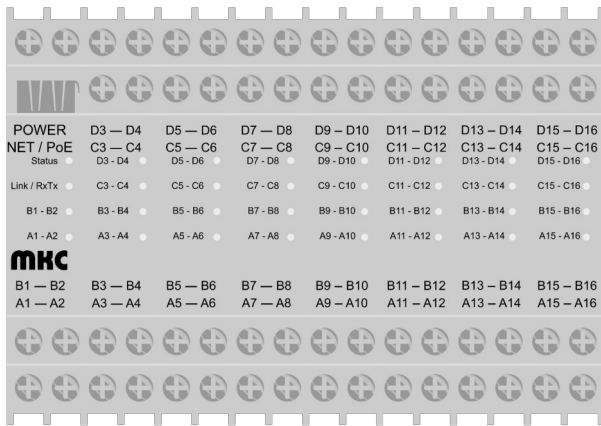 POWER D3 — D4 D5 — D6 D7 — D8 D9 – D10 D11 – D12 D13 – D14 D15 – D16
NET / PoE C3 — C4 C5 — C6 C7 — C8 C9 – C10 C11 – C12 C13 – C14 C15 – C16
Status D3 - D4 D5 - D6 D7 - D8 D9 - D10 D11 - D12 D13 - D14 D15 - D16
Link / RxTx C3 - C4 C5 - C6 C7 - C8 C9 - C10 C11 - C12 C13 - C14 C15 - C16
B1 - B2 B3 - B4 B5 - B6 B7 - B8 B9 - B10 B11 - B12 B13 - B14 B15 - B16
A1 - A2 A3 - A4 A5 - A6 A7 - A8 A9 - A10 A11 - A12 A13 - A14 A15 - A16
mкc
B1 — B2 B3 — B4 B5 — B6 B7 — B8 B9 – B10 B11 – B12 B13 – B14 B15 – B16
A1 — A2 A3 — A4 A5 — A6 A7 — A8 A9 – A10 A11 – A12 A13 – A14 A15 – A16